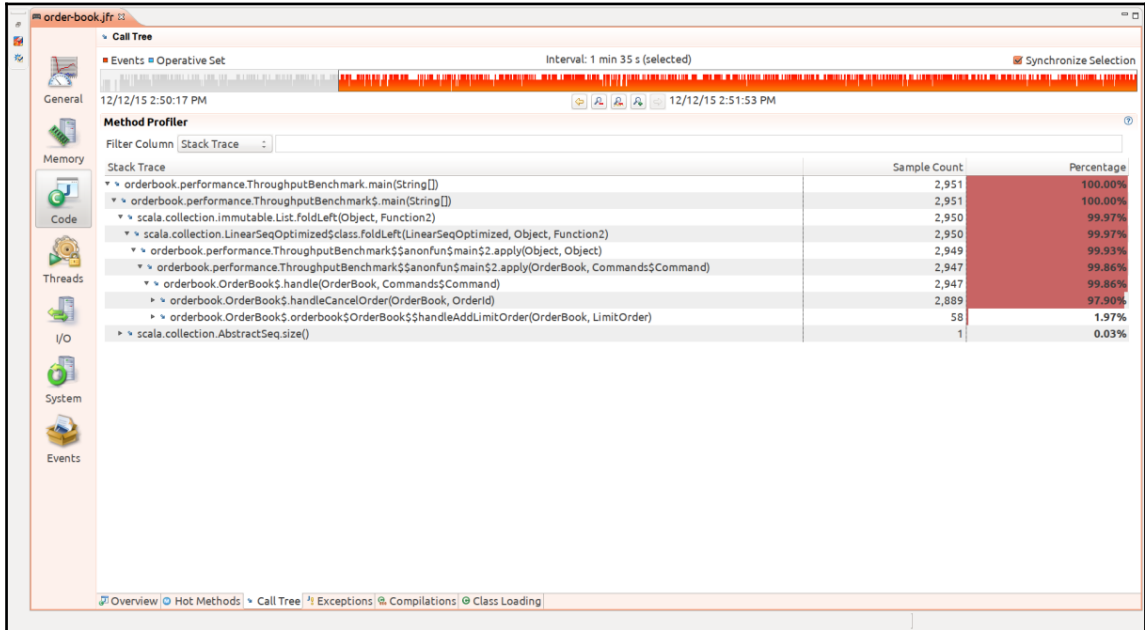 order-book.jfr
Call Tree
Events Operative Set Interval: 1 min 35 s (selected) Synchronize Selection
12/12/15 2:50:17 PM 12/12/15 2:51:53 PM
General
Memory
Code
Threads
I/O
System
Events
Method Profiler
Filter Column Stack Trace
Stack Trace Sample Count Percentage
orderbook.performance.ThroughputBenchmark.main(String[]) 2,951 100.00%
orderbook.performance.ThroughputBenchmark$.main(String[]) 2,951 100.00%
scala.collection.immutable.List.foldLeft(Object, Function2) 2,950 99.97%
scala.collection.LinearSeqOptimized$class.foldLeft(LinearSeqOptimized, Object, Function2) 2,950 99.97%
orderbook.performance.ThroughputBenchmark$$anonfun$main$2.apply(Object, Object) 2,949 99.93%
orderbook.performance.ThroughputBenchmark$$anonfun$main$2.apply(OrderBook, Commands$Command) 2,947 99.86%
orderbook.OrderBook$.handle(OrderBook, Commands$Command) 2,947 99.86%
orderbook.OrderBook$.handleCancelOrder(OrderBook, OrderId) 2,889 97.90%
orderbook.OrderBook$.orderbook$OrderBook$$handleAddLimitOrder(OrderBook, LimitOrder) 58 1.97%
scala.collection.AbstractSeq.size() 1 0.03%
Overview Hot Methods Call Tree Exceptions Compilations Class Loading